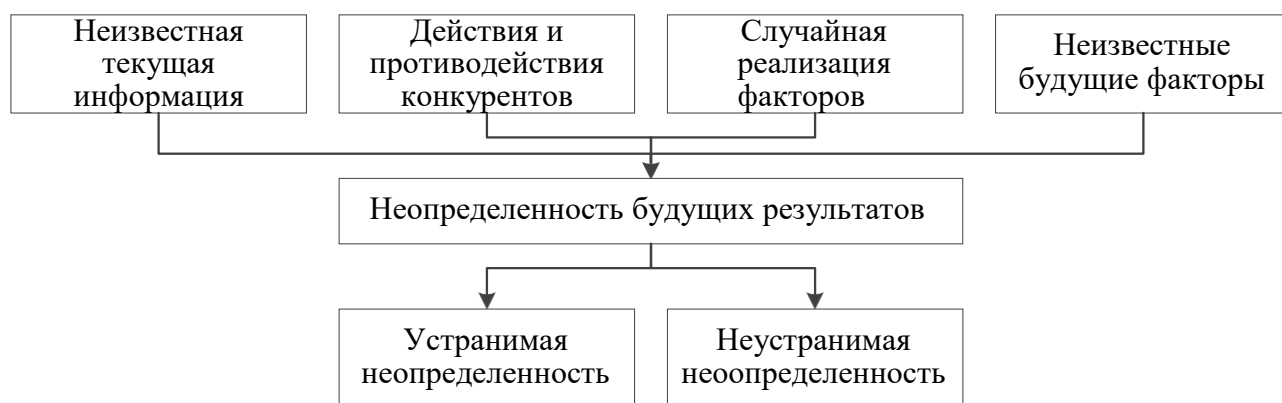 Неизвестная
текущая
информация
Действия и
противодействия
конкурентов
Случайная
реализация
факторов
Неизвестные
будущие факторы
Неопределенность будущих результатов
Устранимая
неопределенность
Неустранимая
неоопределенность